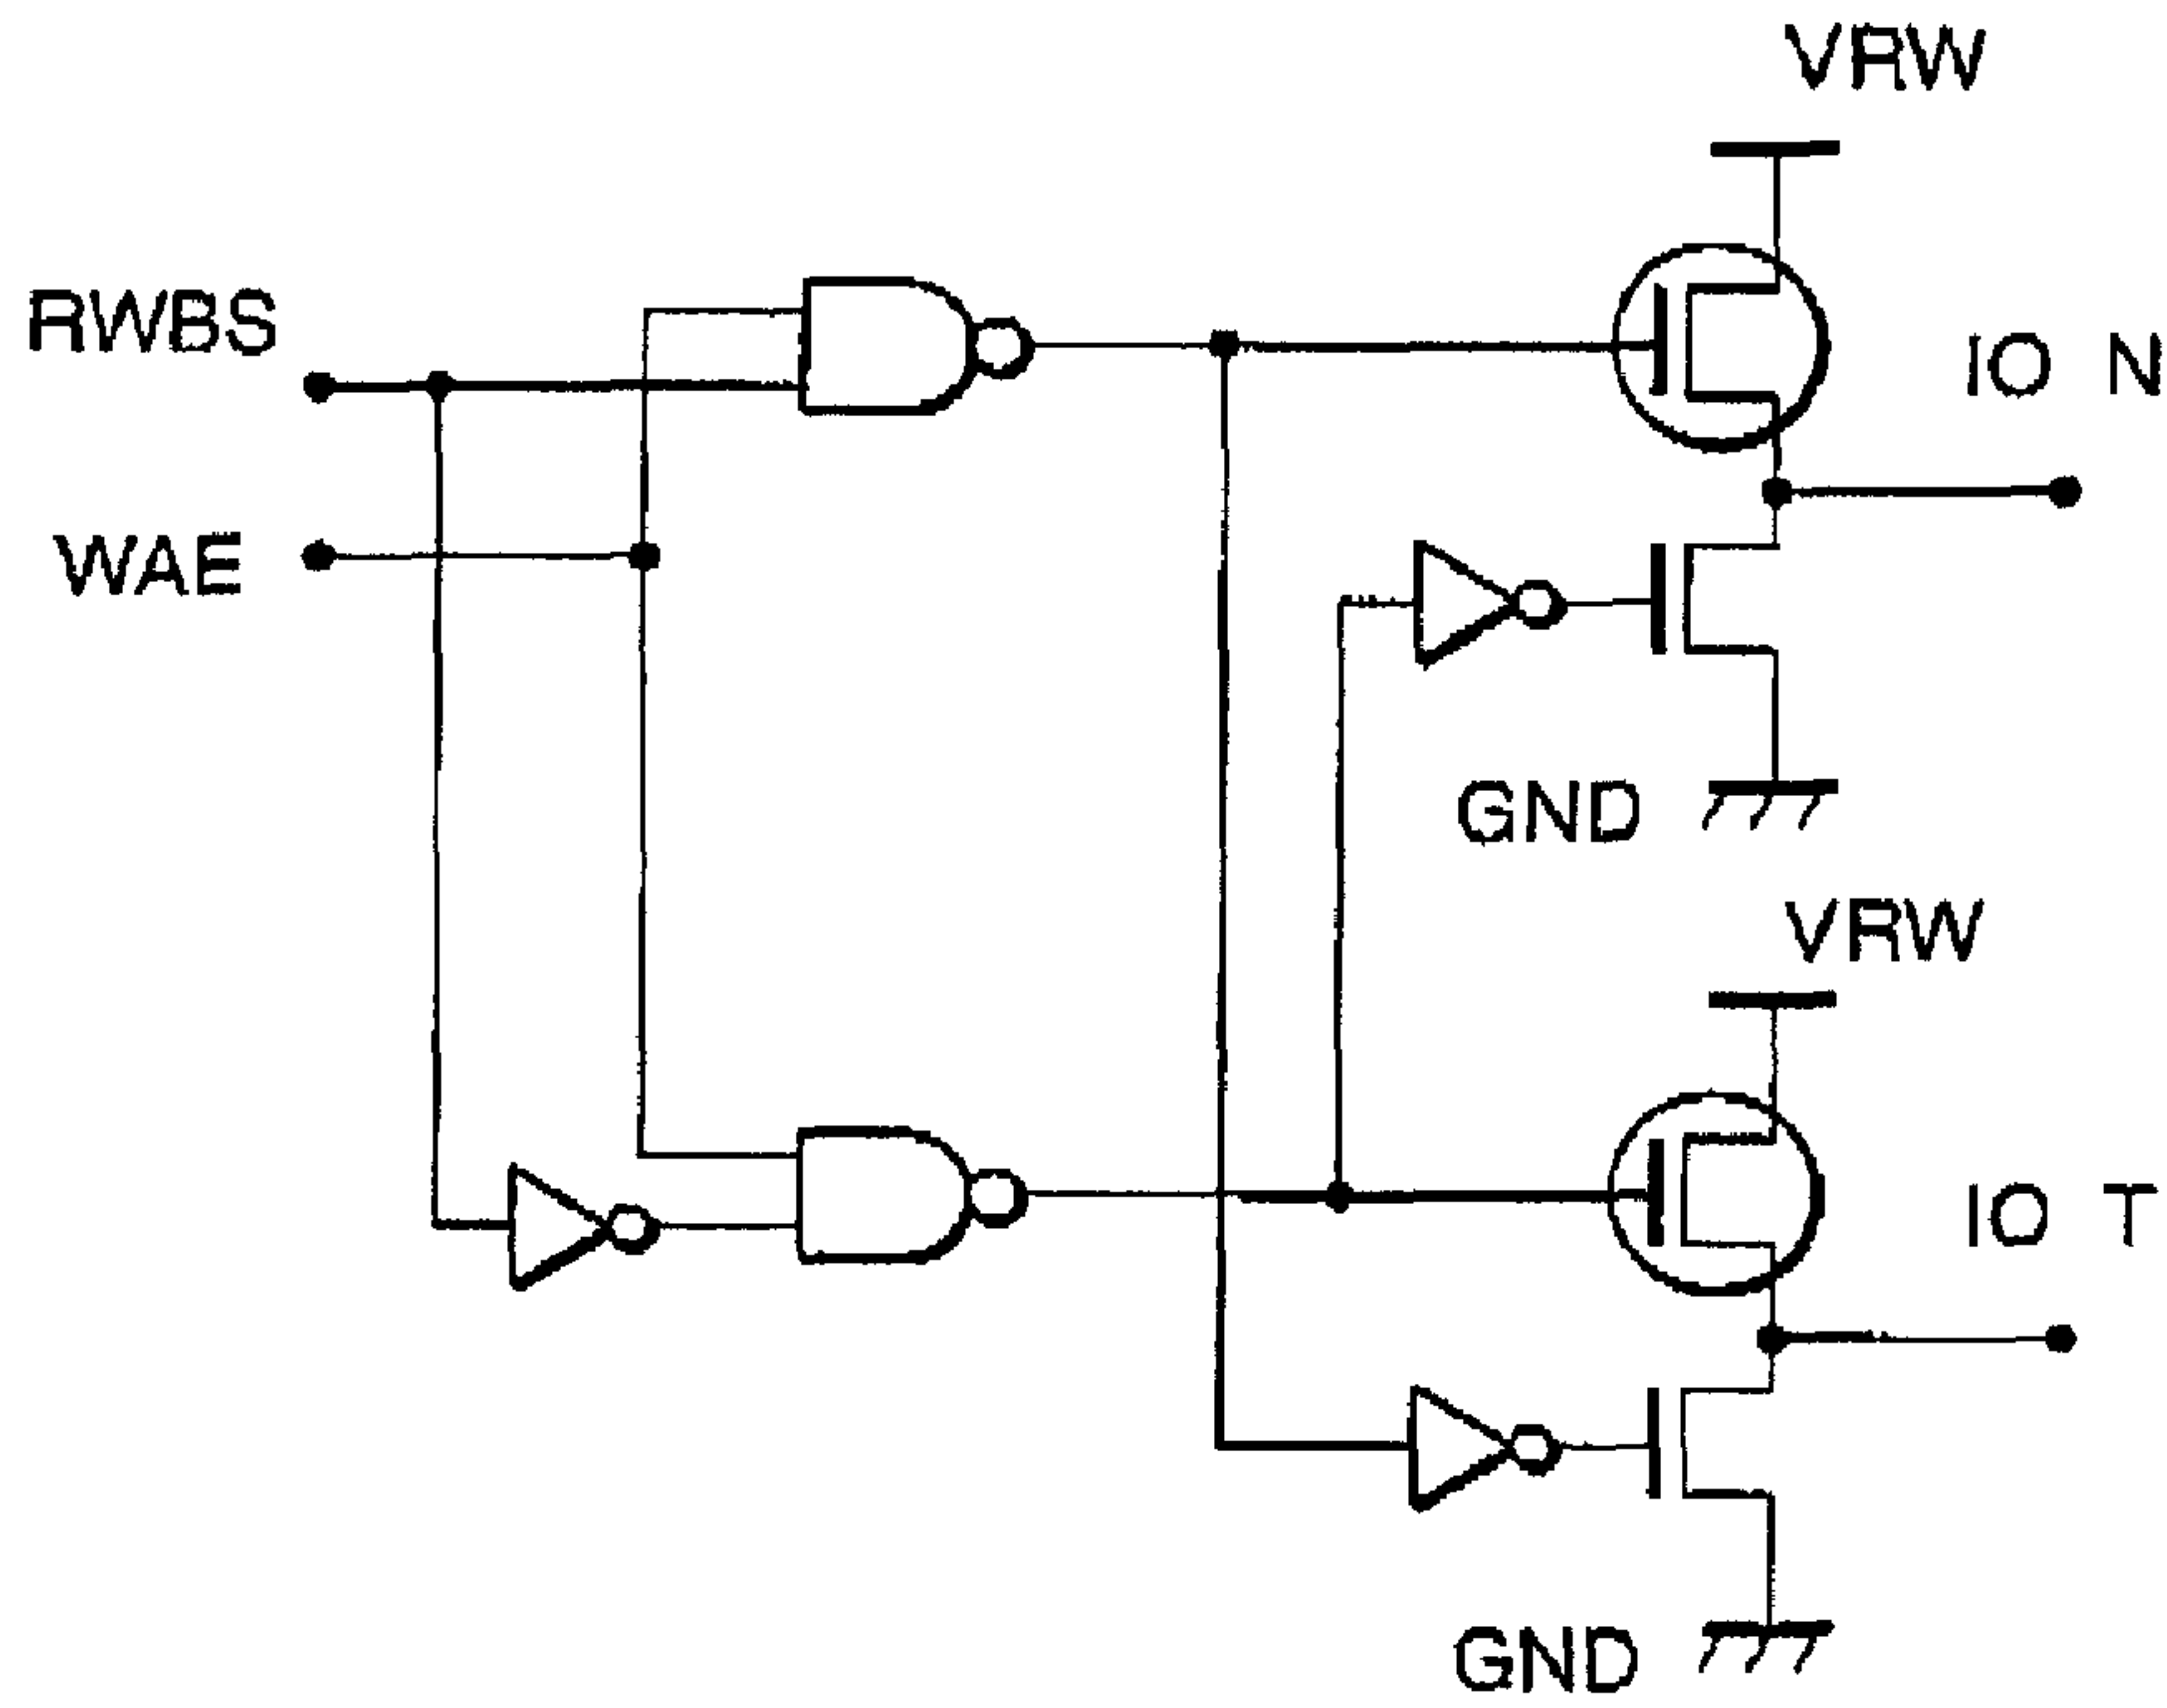 VRW
RWBS
IO N
WAE
GND
VRW
IO T
GND